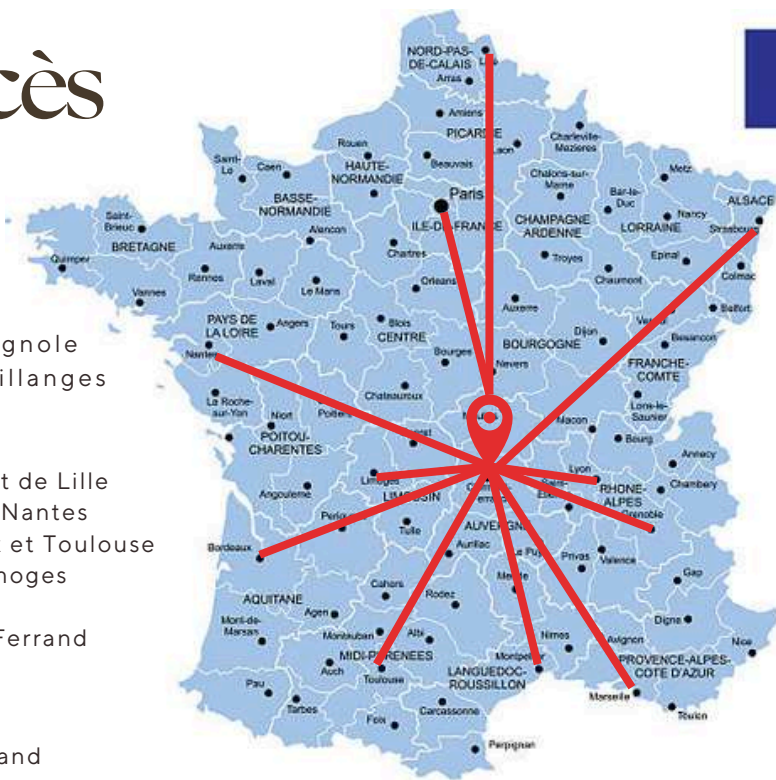 cès
gnole
illanges
t de Lille
Nantes
et Toulouse
noges
Ferrand
and
NORD-PAS-
DE-CALAIS
Arras
Amiens
PICARDIE
Rouen
Beauvais
Laon
Charleville-
Mezieres
Saint-
Lo
Caen
HAUTE-
NORMANDIE
Chalons-sur-
Marne
Bar-le-
Duc
Metz
BASSE-
NORMANDIE
Paris
ILE-DE-FRANCE
CHAMPAGNE
ARDENNE
LORRAINE
Nancy
ALSACE
Strasbourg
Saint-
Brieuc
BRETAGNE
Alencon
Chartres
Troyes
Epinal
Quimper
Auxerre
Rennes
Laval
Le Mans
Orleans
Chaumont
Colmac
Vannes
Auxerre
Belfort
PAYS DE
LA LOIRE
Angers
Tours
Blois
CENTRE
BOURGOGNE
Dijon
Besancon
Nantes
Bourges
Nevers
FRANCHE-
COMTE
La Roche-
sur-Yon
Niort
Poitiers
Chateauroux
Lons-le-
Saunier
POITOU-
CHARENTES
Macon
Bourg
Annecy
Limoges
LIMOUSIN
Lyon
RHONE-
ALPES
Chambery
Angouleme
Tulle
AUVERGNE
Grenoble
Bordeaux
Aurillac
Le Puy
Privas
Valence
Gap
Cahors
Rodez
AQUITAINE
Agen
Digne
Mont-de-
Marsan
Montauban
Albi
Nimes
Avignon
Nice
MIDI-PYRENEES
Auch
Toulouse
LANGUEDOC-
ROUSSILLON
PROVENCE-ALPES-
COTE D'AZUR
Pau
Tarbes
Foix
Carcassonne
Marseille
Toulon
Perpignan